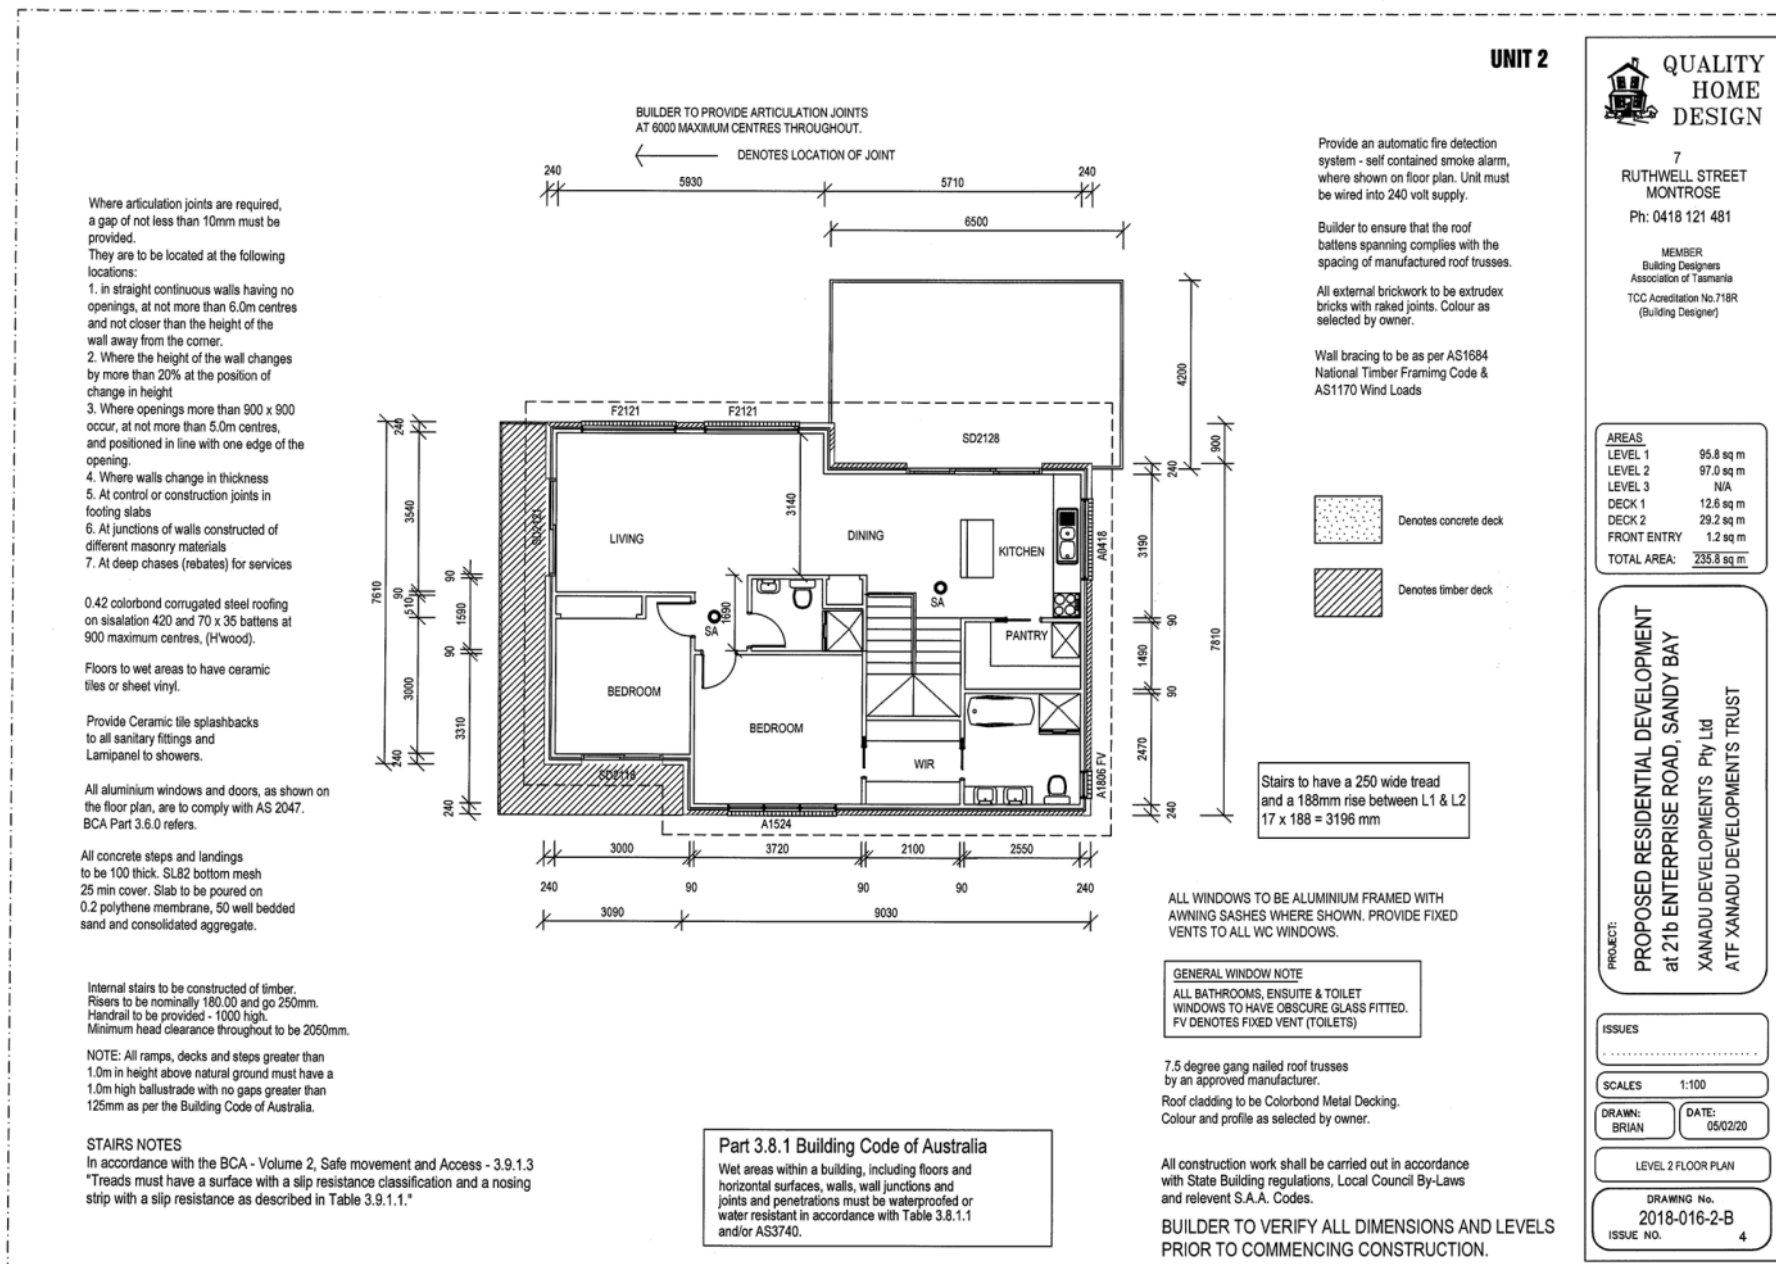 UNIT 2
BUILDER TO PROVIDE ARTICULATION JOINTS
AT 6000 MAXIMUM CENTRES THROUGHOUT.
DENOTES LOCATION OF JOINT
Where articulation joints are required,
a gap of not less than 10mm must be
provided.
They are to be located at the following
locations:
1. in straight continuous walls having no
openings, at not more than 6.0m centres
and not closer than the height of the
wall away from the corner.
2. Where the height of the wall changes
by more than 20% at the position of
change in height
3. Where openings more than 900 x 900
occur, at not more than 5.0m centres,
and positioned in line with one edge of the
opening.
4. Where walls change in thickness
5. At control or construction joints in
footing slabs
6. At junctions of walls constructed of
different masonry materials
7. At deep chases (rebates) for services
0.42 colorbond corrugated steel roofing
on sisalation 420 and 70 x 35 battens at
900 maximum centres, (H'wood).
Floors to wet areas to have ceramic
tiles or sheet vinyl.
Provide Ceramic tile splashbacks
to all sanitary fittings and
Lamipanel to showers.
All aluminium windows and doors, as shown on
the floor plan, are to comply with AS 2047.
BCA Part 3.6.0 refers.
All concrete steps and landings
to be 100 thick. SL82 bottom mesh
25 min cover. Slab to be poured on
0.2 polythene membrane, 50 well bedded
sand and consolidated aggregate.
Internal stairs to be constructed of timber.
Risers to be nominally 180.00 and go 250mm.
Handrail to be provided - 1000 high.
Minimum head clearance throughout to be 2050mm.
NOTE: All ramps, decks and steps greater than
1.0m in height above natural ground must have a
1.0m high ballustrade with no gaps greater than
125mm as per the Building Code of Australia.
STAIRS NOTES
In accordance with the BCA - Volume 2, Safe movement and Access - 3.9.1.3
"Treads must have a surface with a slip resistance classification and a nosing
strip with a slip resistance as described in Table 3.9.1.1."
240
5930
5710
240
6500
4200
900
240
3190
90
1490
90
2470
240
7810
7610
240
3540
90
510
3000
240
90
1590
90
3310
240
F2121
F2121
SD2128
SD2121
SD2118
A0418
A1806 FV
A1524
3140
1690
LIVING
DINING
KITCHEN
SA
SA
PANTRY
BEDROOM
BEDROOM
WIR
3000
3720
2100
2550
240
90
90
90
240
3090
9030
Part 3.8.1 Building Code of Australia
Wet areas within a building, including floors and
horizontal surfaces, walls, wall junctions and
joints and penetrations must be waterproofed or
water resistant in accordance with Table 3.8.1.1
and/or AS3740.
Provide an automatic fire detection
system - self contained smoke alarm,
where shown on floor plan. Unit must
be wired into 240 volt supply.
Builder to ensure that the roof
battens spanning complies with the
spacing of manufactured roof trusses.
All external brickwork to be extrudex
bricks with raked joints. Colour as
selected by owner.
Wall bracing to be as per AS1684
National Timber Framimg Code &
AS1170 Wind Loads
Denotes concrete deck
Denotes timber deck
Stairs to have a 250 wide tread
and a 188mm rise between L1 & L2
17 x 188 = 3196 mm
ALL WINDOWS TO BE ALUMINIUM FRAMED WITH
AWNING SASHES WHERE SHOWN. PROVIDE FIXED
VENTS TO ALL WC WINDOWS.
GENERAL WINDOW NOTE
ALL BATHROOMS, ENSUITE & TOILET
WINDOWS TO HAVE OBSCURE GLASS FITTED.
FV DENOTES FIXED VENT (TOILETS)
7.5 degree gang nailed roof trusses
by an approved manufacturer.
Roof cladding to be Colorbond Metal Decking.
Colour and profile as selected by owner.
All construction work shall be carried out in accordance
with State Building regulations, Local Council By-Laws
and relevent S.A.A. Codes.
BUILDER TO VERIFY ALL DIMENSIONS AND LEVELS
PRIOR TO COMMENCING CONSTRUCTION.
QUALITY
HOME
DESIGN
7
RUTHWELL STREET
MONTROSE
Ph: 0418 121 481
MEMBER
Building Designers
Association of Tasmania
TCC Acreditation No.718R
(Building Designer)
AREAS
LEVEL 1 95.8 sq m
LEVEL 2 97.0 sq m
LEVEL 3 N/A
DECK 1 12.6 sq m
DECK 2 29.2 sq m
FRONT ENTRY 1.2 sq m
TOTAL AREA: 235.8 sq m
PROJECT:
PROPOSED RESIDENTIAL DEVELOPMENT
at 21b ENTERPRISE ROAD, SANDY BAY
XANADU DEVELOPMENTS Pty Ltd
ATF XANADU DEVELOPMENTS TRUST
ISSUES
SCALES 1:100
DRAWN:
BRIAN
DATE:
05/02/20
LEVEL 2 FLOOR PLAN
DRAWING No.
2018-016-2-B
ISSUE NO. 4